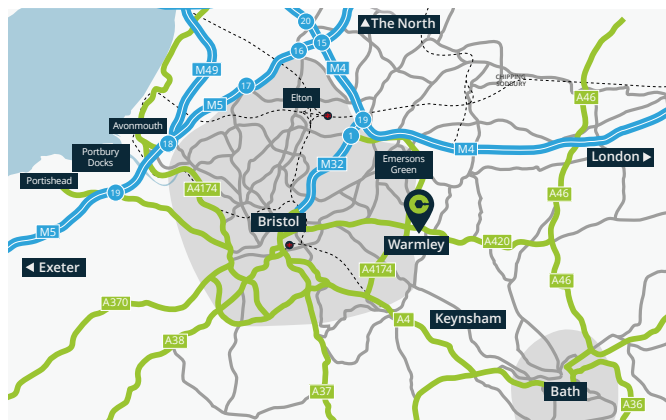 20
▲The North
15
16
M49
M4
CHIPPING
SODBURY
17
A46
M5
Elton
Avonmouth
19
1
18
M4
London ▶
Portbury
Docks
M32
Emersons
Green
Portishead
A4174
19
A46
Bristol
M5
Warmley
A420
◀ Exeter
A4174
A46
A370
A4
Keynsham
A38
A37
Bath
A36